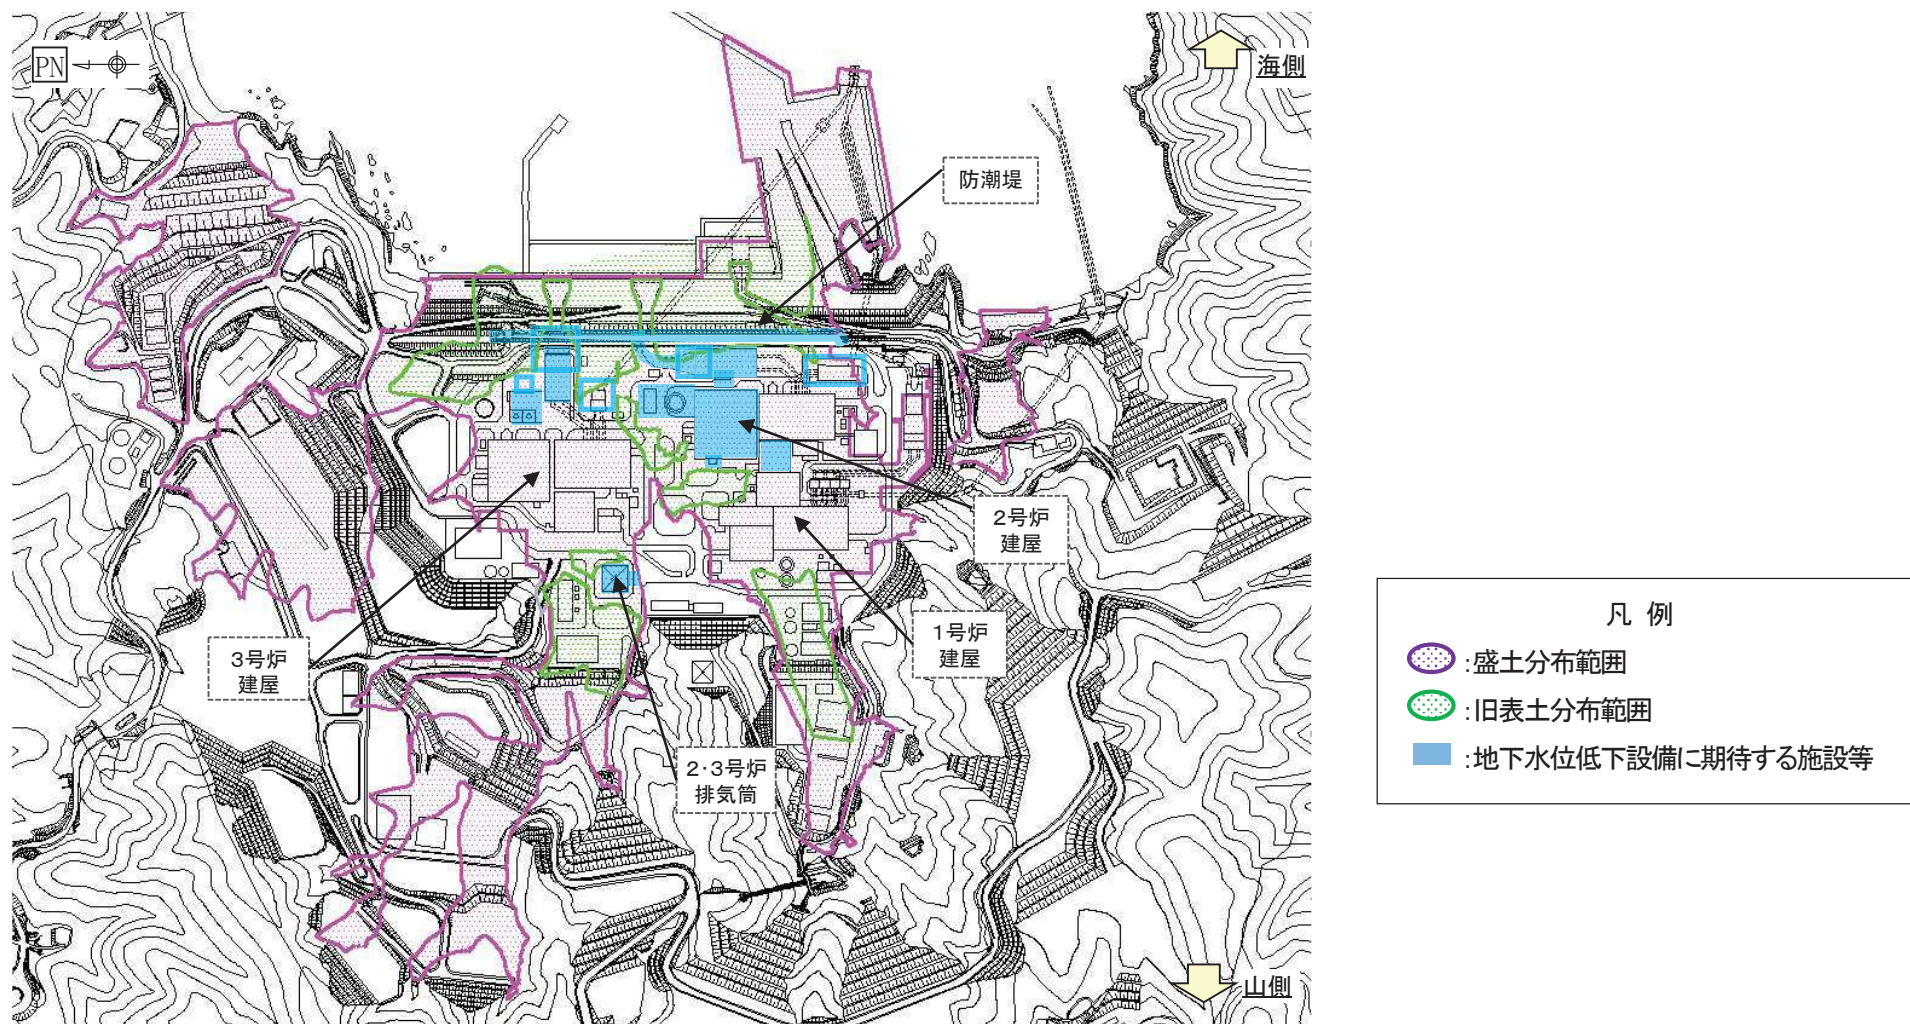 PN
海側
防潮堤
2号炉
建屋
1号炉
建屋
3号炉
建屋
2・3号炉
排気筒
山側
凡 例
:盛土分布範囲
:旧表土分布範囲
:地下水位低下設備に期待する施設等